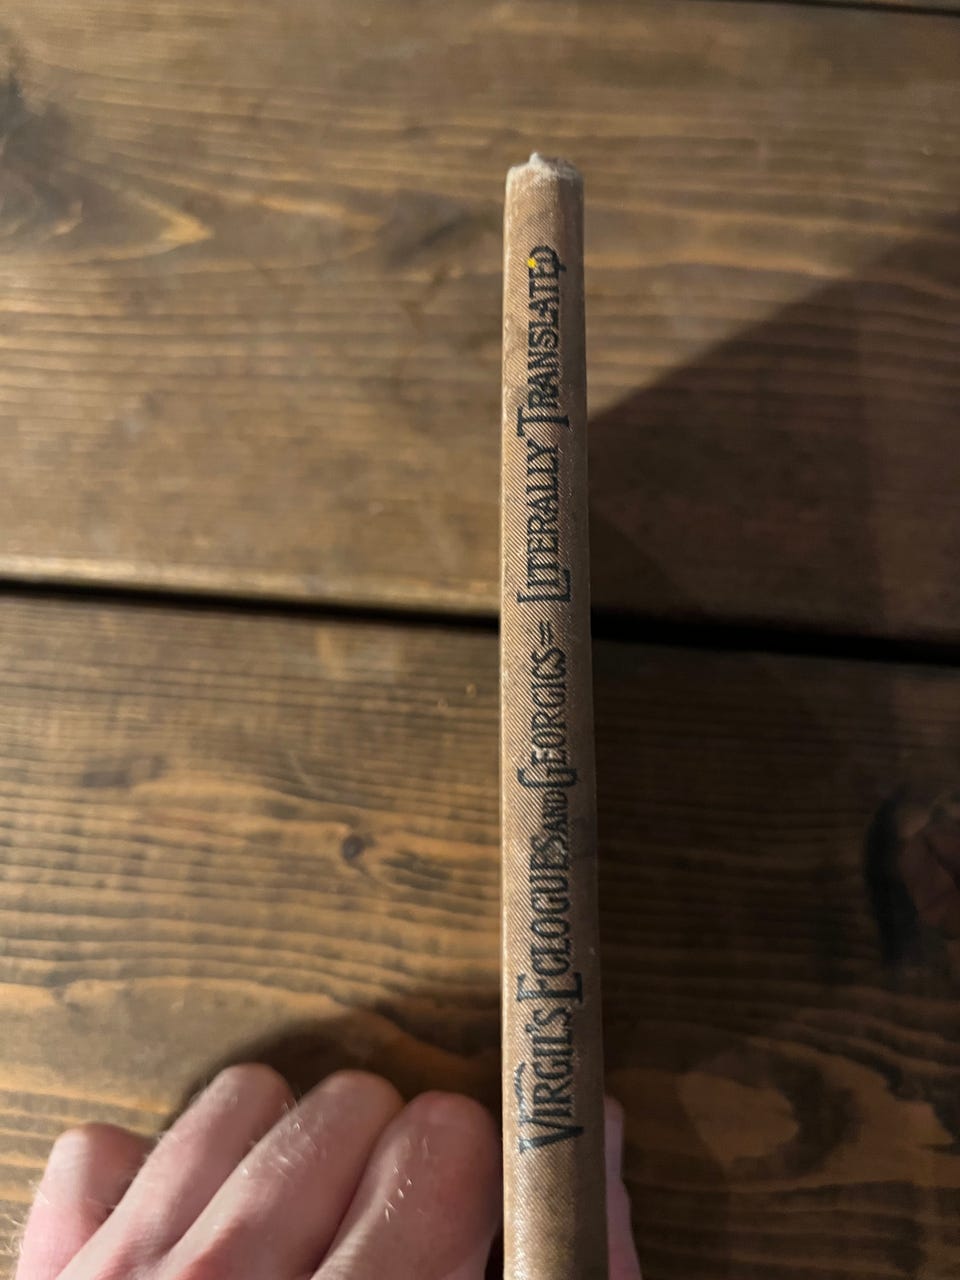 VIRGIL'S ECLOGUES AND GEORGICS= LITERALLY TRANSLATED